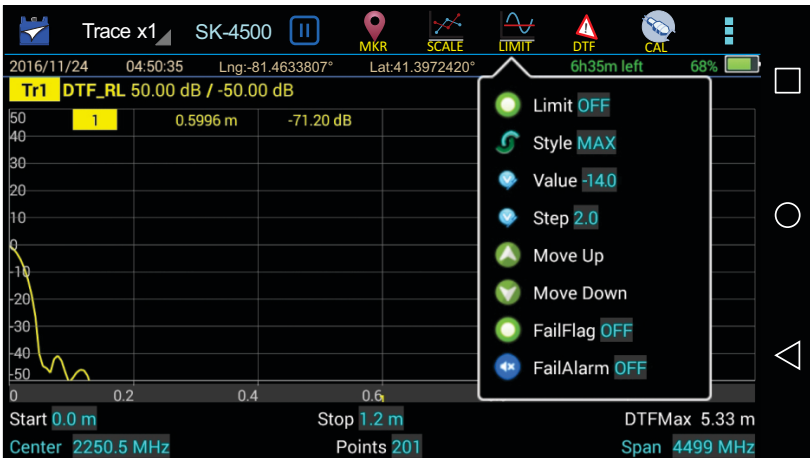 Trace x1 SK-4500 MKR SCALE LIMIT DTF CAL
2016/11/24 04:50:35 Lng:-81.4633807° Lat:41.3972420° 6h35m left 68%
Tr1 DTF_RL 50.00 dB / -50.00 dB
1 0.5996 m -71.20 dB
50
40
30
20
10
0
-10
-20
-30
-40
-50
0 0.2 0.4 0.6
Limit OFF
Style MAX
Value -14.0
Step 2.0
Move Up
Move Down
FailFlag OFF
FailAlarm OFF
Start 0.0 m Stop 1.2 m DTFMax 5.33 m
Center 2250.5 MHz Points 201 Span 4499 MHz